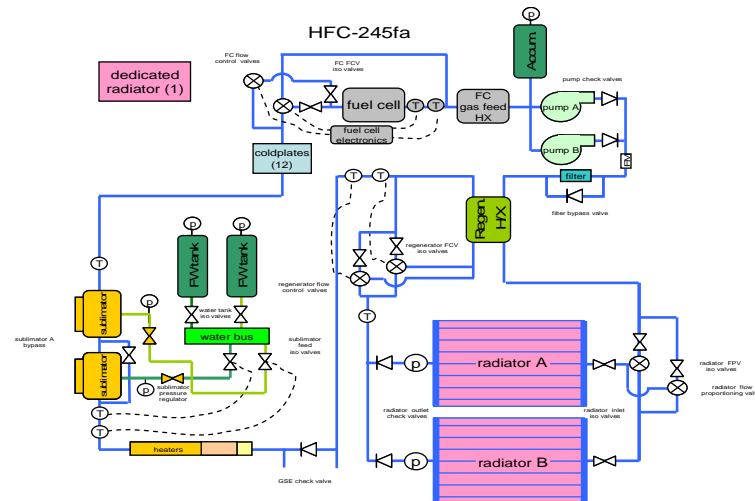 HFC-245fa
P
FC flow
control valves
FC FCV
iso valves
dedicated
radiator (1)
Accum.
pump check valves
fuel cell
T
T
FC
gas feed
HX
pump A
fuel cell
electronics
pump B
coldplates
(12)
FM
filter
T
T
filter bypass valve
P
P
Regen.
H/X
FW tank
FW tank
regenerator FCV
iso valves
T
P
regenerator flow
control valves
sublimator
water tank
iso valves
T
water bus
sublimator A
bypass
sublimator
feed
iso valves
sublimator
P
sublimator
pressure
regulator
P
radiator A
radiator FPV
iso valves
radiator flow
proportioning valv
T
radiator outlet
check valves
radiator inlet
iso valves
T
heaters
P
radiator B
GSE check valve